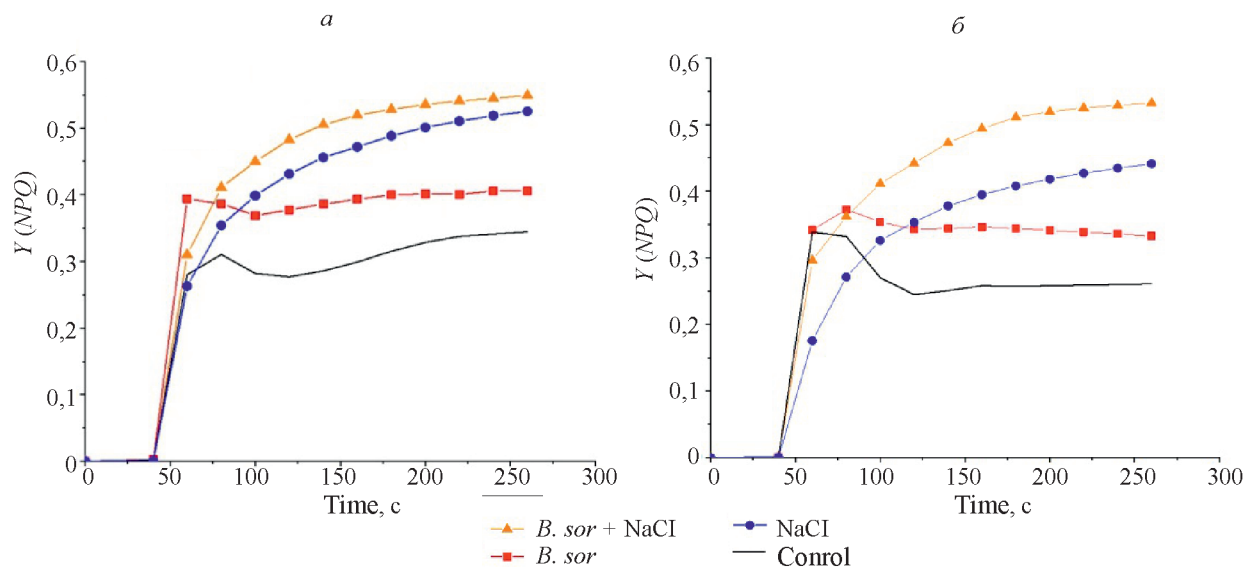 а
б
Y (NPQ)
0,6
0,5
0,4
0,3
0,2
0,1
0
0 50 100 150 200 250 300
Time, c
Y (NPQ)
0,6
0,5
0,4
0,3
0,2
0,1
0
0 50 100 150 200 250 300
Time, c
B. sor + NaCI
NaCI
B. sor
Conrol